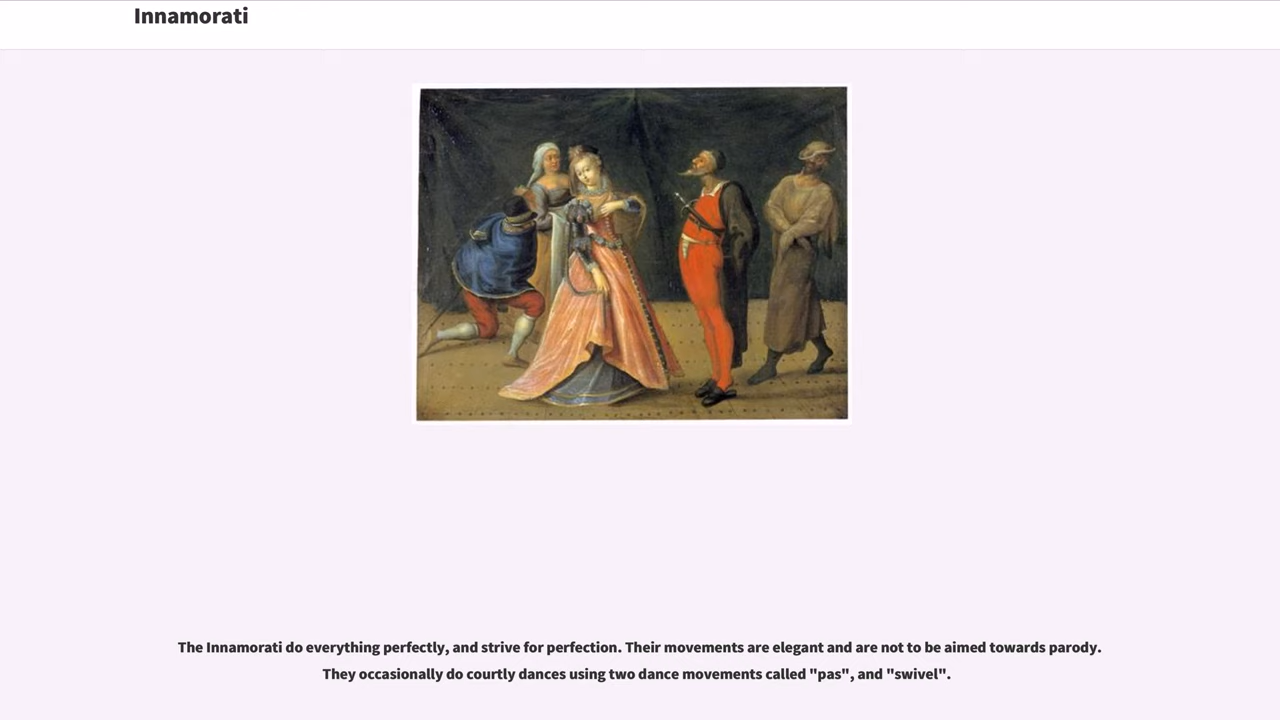 Innamorati
The Innamorati do everything perfectly, and strive for perfection. Their movements are elegant and are not to be aimed towards parody.
They occasionally do courtly dances using two dance movements called "pas", and "swivel".